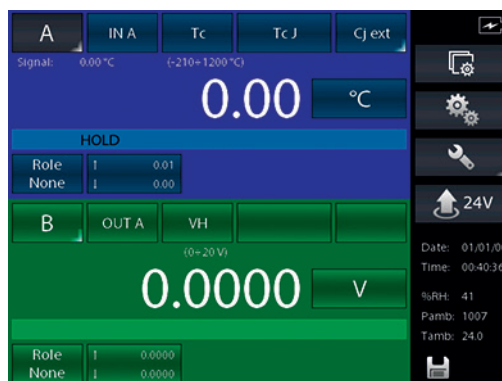 A IN A Tc Tc J Cj ext
Signal: 0.00 °C (-210÷1200 °C)
0.00 °C
HOLD
Role ↑ 0.01
None ↓ 0.00
24V
B OUT A VH
(0÷20 V)
0.0000 V
Role ↑ 0.0000
None ↓ 0.0000
Date: 01/01/0
Time: 00:40:36
%RH: 41
Pamb: 1007
Tamb: 24.0